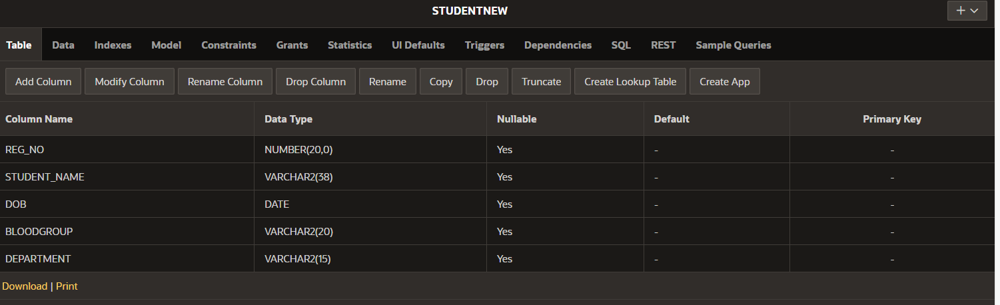 STUDENTNEW
Table Data Indexes Model Constraints Grants Statistics UI Defaults Triggers Dependencies SQL REST Sample Queries
Add Column Modify Column Rename Column Drop Column Rename Copy Drop Truncate Create Lookup Table Create App
Column Name Data Type Nullable Default Primary Key
REG_NO NUMBER(20,0) Yes - -
STUDENT_NAME VARCHAR2(38) Yes - -
DOB DATE Yes - -
BLOODGROUP VARCHAR2(20) Yes - -
DEPARTMENT VARCHAR2(15) Yes - -
Download | Print